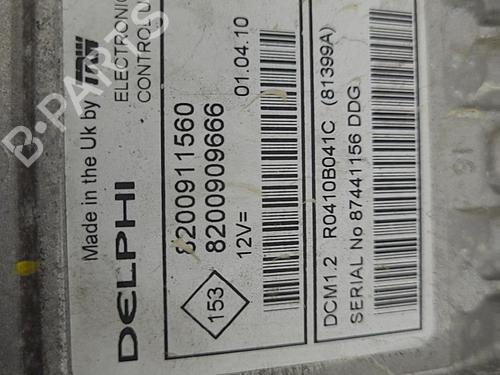 Made in the Uk by TRW
DELPHI
ELECTRONIC
CONTROL U
8200911560
8200909666
12V=
01.04.10
153
DCM1.2 R0410B041C (81399A)
SERIAL No 87441156 DDG
16
B-PARTS